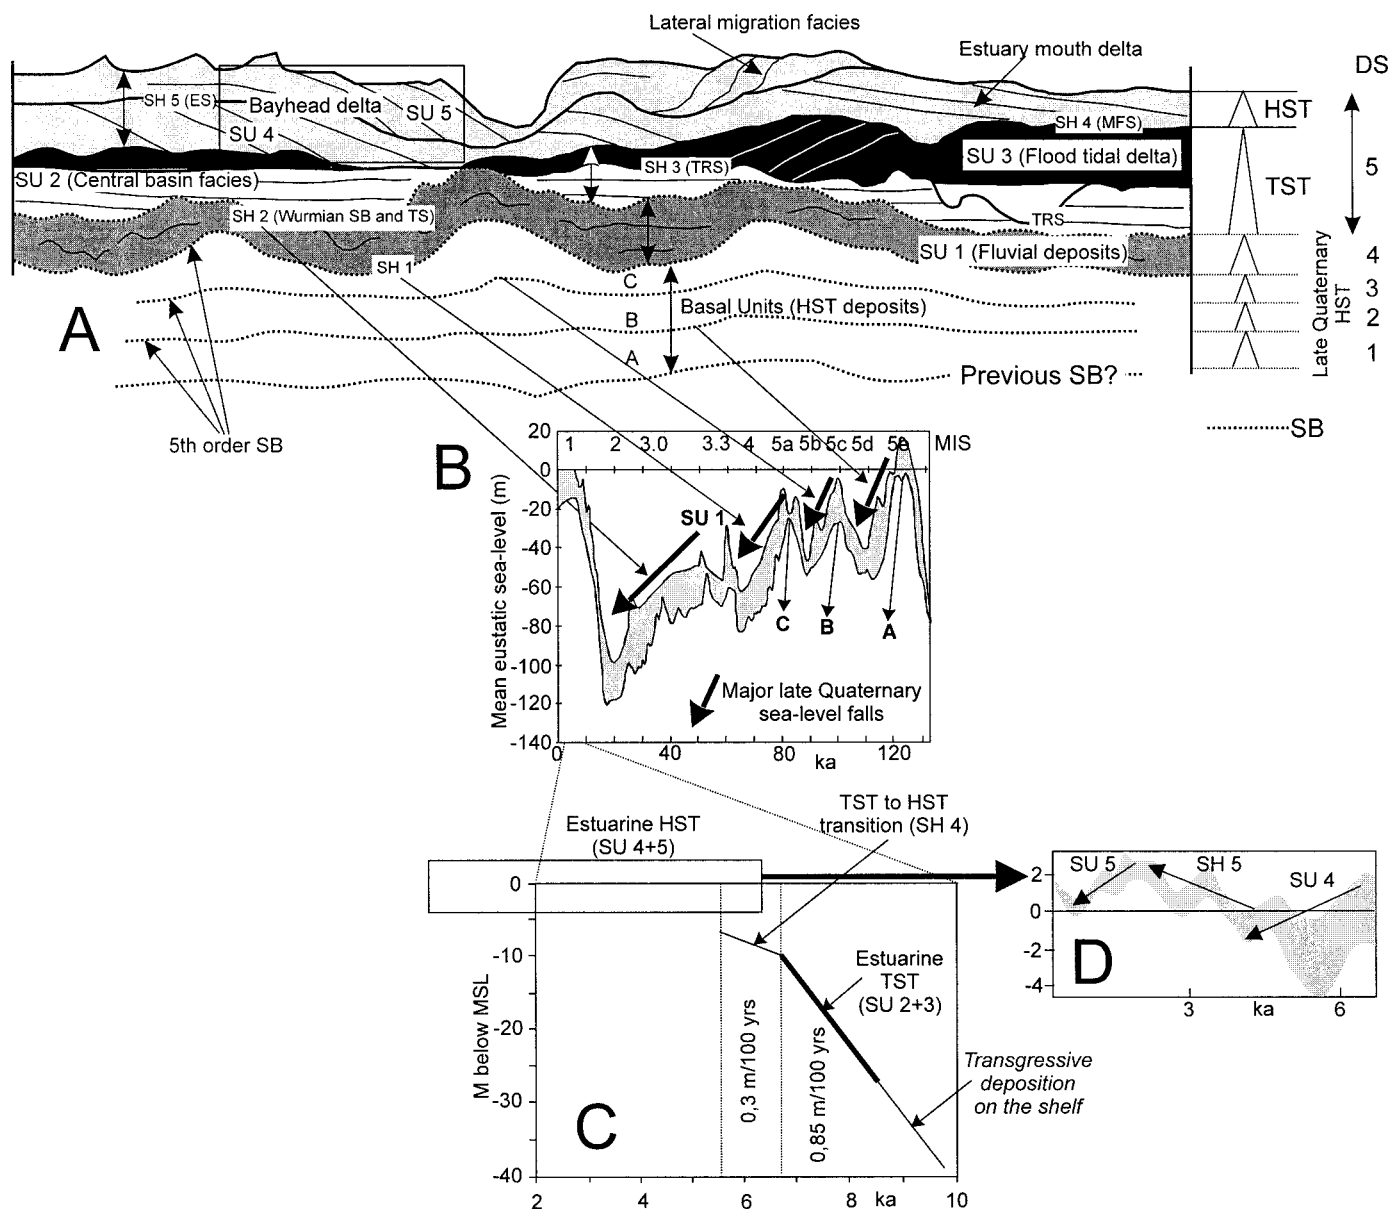 Lateral migration facies
Estuary mouth delta
DS
SH 5 (ES)
Bayhead delta
SU 5
SU 4
SH 4 (MFS)
HST
SU 2 (Central basin facies)
SH 3 (TRS)
SU 3 (Flood tidal delta)
TST
5
SH 2 (Wurmian SB and TS)
TRS
SU 1 (Fluvial deposits)
4
SH 1
C
3
A
Basal Units (HST deposits)
B
2
A
1
Late Quaternary
HST
Previous SB?
5th order SB
SB
B
20
0
-20
-40
-60
-80
-100
-120
-140
Mean eustatic sea-level (m)
1 2 3.0 3.3 4 5a 5b 5c 5d 5e MIS
SU 1
C
B
A
Major late Quaternary
sea-level falls
0 40 80 120
ka
TST to HST
transition (SH 4)
Estuarine HST
(SU 4+5)
0
-10
-20
-30
-40
M below MSL
0,3 m/100 yrs
0,85 m/100 yrs
Estuarine
TST
(SU 2+3)
Transgressive
deposition
on the shelf
C
2 4 6 8 ka 10
SU 5
SH 5
SU 4
2
0
-2
-4
D
3 ka 6